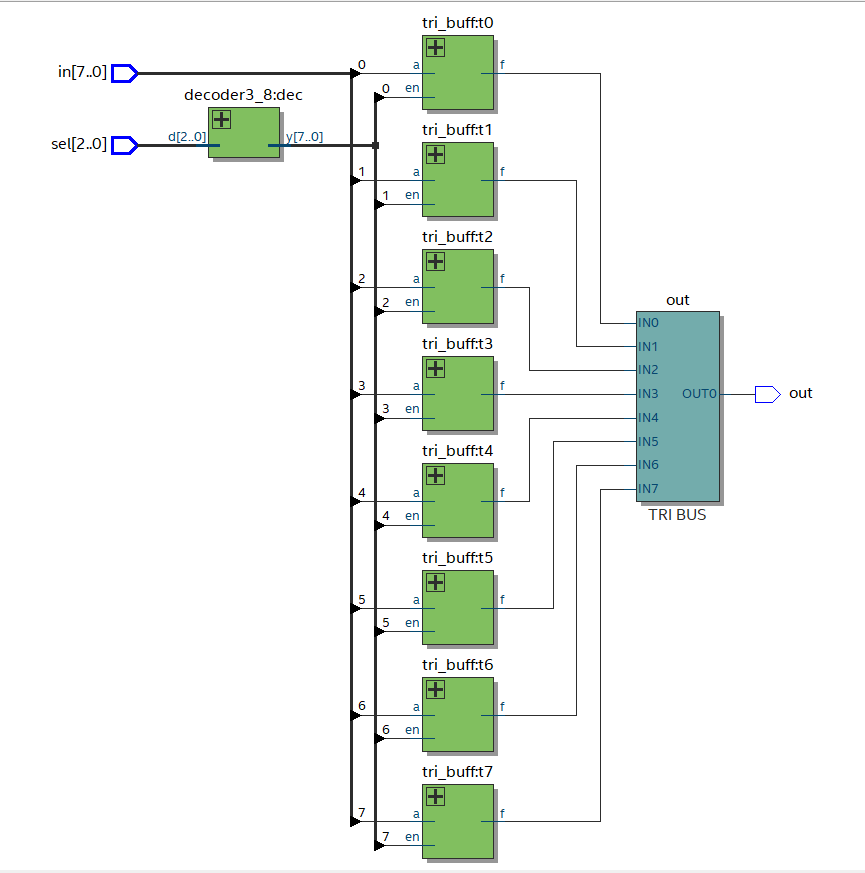 tri_buff:t0
in[7..0]
0
a
f
0
en
decoder3_8:dec
sel[2..0]
d[2..0]
y[7..0]
tri_buff:t1
1
a
f
1
en
tri_buff:t2
2
a
f
2
en
out
IN0
IN1
IN2
IN3
IN4
IN5
IN6
IN7
OUT0
out
TRI BUS
tri_buff:t3
3
a
f
3
en
tri_buff:t4
4
a
f
4
en
tri_buff:t5
5
a
f
5
en
tri_buff:t6
6
a
f
6
en
tri_buff:t7
7
a
f
7
en